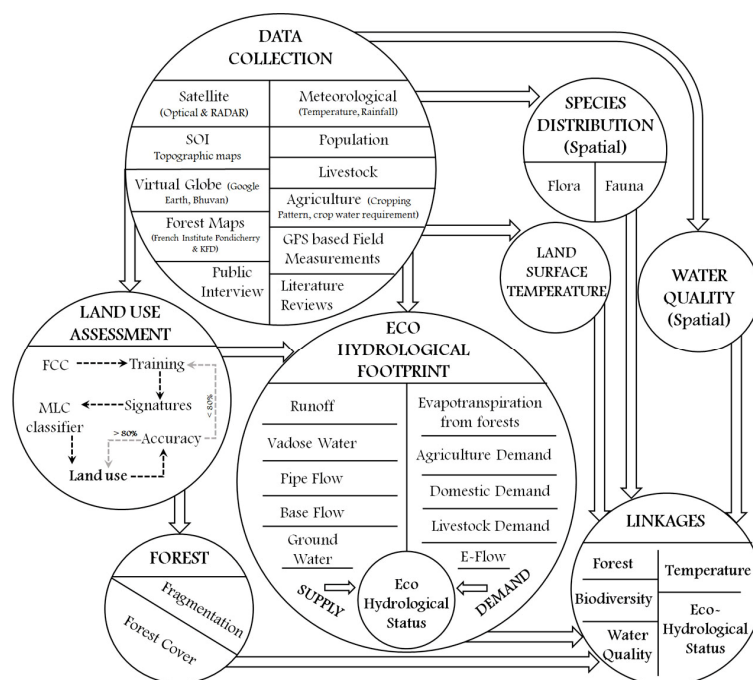 DATA
COLLECTION
Satellite
(Optical & RADAR)
SOI
Topographic maps
Virtual Globe (Google
Earth, Bhuvan)
Forest Maps
(French Institute Pondicherry
& KFD)
Public
Interview
Meteorological
(Temperature, Rainfall)
Population
Livestock
Agriculture (Cropping
Pattern, crop water requirement)
GPS based Field
Measurements
Literature
Reviews
SPECIES
DISTRIBUTION
(Spatial)
Flora
Fauna
LAND
SURFACE
TEMPERATURE
WATER
QUALITY
(Spatial)
LAND USE
ASSESSMENT
FCC
Training
MLC
classifier
Signatures
> 80%
Accuracy
< 80%
Land use
ECO
HYDROLOGICAL
FOOTPRINT
Runoff
Vadose Water
Pipe Flow
Base Flow
Ground
Water
SUPPLY
Evapotranspiration
from forests
Agriculture Demand
Domestic Demand
Livestock Demand
E-Flow
DEMAND
Eco
Hydrological
Status
FOREST
Fragmentation
Forest Cover
LINKAGES
Forest
Biodiversity
Water
Quality
Temperature
Eco-
Hydrological
Status